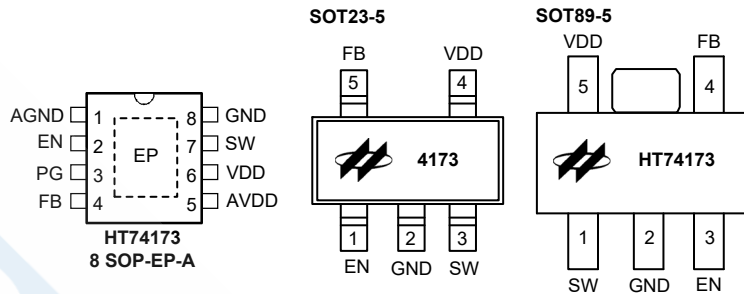 AGND 1 8 GND
EN 2 EP 7 SW
PG 3 6 VDD
FB 4 5 AVDD
HT74173
8 SOP-EP-A
SOT23-5
FB VDD
5 4
4173
1 2 3
EN GND SW
SOT89-5
VDD FB
5 4
HT74173
1 2 3
SW GND EN